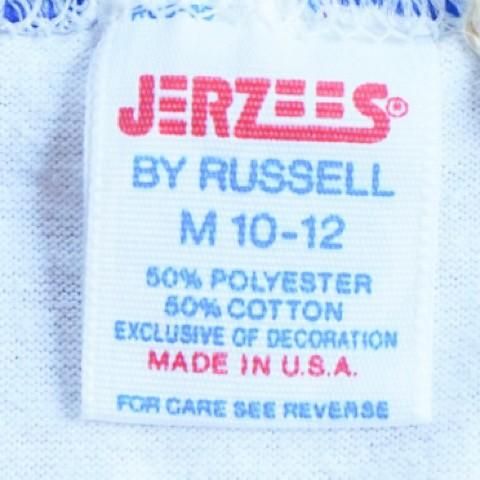 JERZEES®
BY RUSSELL
M 10-12
50% POLYESTER
50% COTTON
EXCLUSIVE OF DECORATION
MADE IN U.S.A.
FOR CARE SEE REVERSE